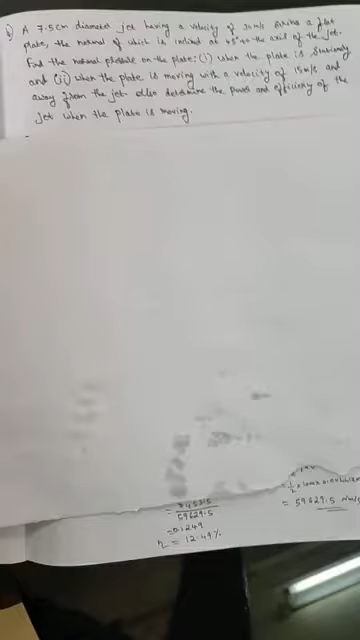 b) A 7.5cm diameter jet having a velocity of 30m/s strikes a flat
plate, the normal of which is inclined at 45° to the axis of the jet.
Find the normal pressure on the plate: (i) when the plate is stationary
and (ii) when the plate is moving with a velocity of 15m/s and
away from the jet. Also determine the power and efficiency of the
jet when the plate is moving.
= 59629.5 Nm/s
59629.5
= 0.1249
η = 12.49%